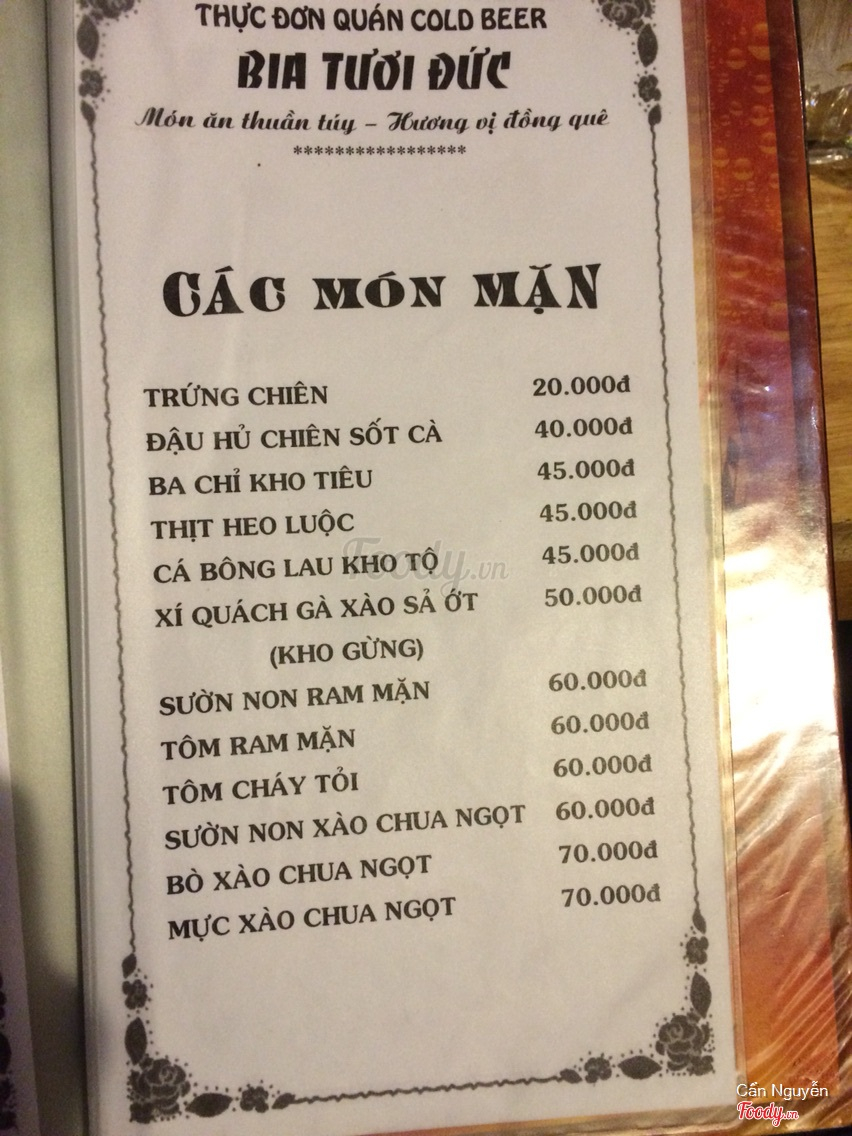 THỰC ĐƠN QUÁN COLD BEER
BIA TƯƠI ĐỨC
Món ăn thuần túy – Hương vị đồng quê
*****************
CÁC MÓN MẶN
TRỨNG CHIÊN 20.000đ
ĐẬU HỦ CHIÊN SỐT CÀ 40.000đ
BA CHỈ KHO TIÊU 45.000đ
THỊT HEO LUỘC 45.000đ
CÁ BÔNG LAU KHO TỘ 45.000đ
XÍ QUÁCH GÀ XÀO SẢ ỚT 50.000đ
(KHO GỪNG)
SƯỜN NON RAM MẶN 60.000đ
TÔM RAM MẶN 60.000đ
TÔM CHÁY TỎI 60.000đ
SƯỜN NON XÀO CHUA NGỌT 60.000đ
BÒ XÀO CHUA NGỌT 70.000đ
MỰC XÀO CHUA NGỌT 70.000đ
Foody.vn
Cẩn Nguyễn
Foody.vn